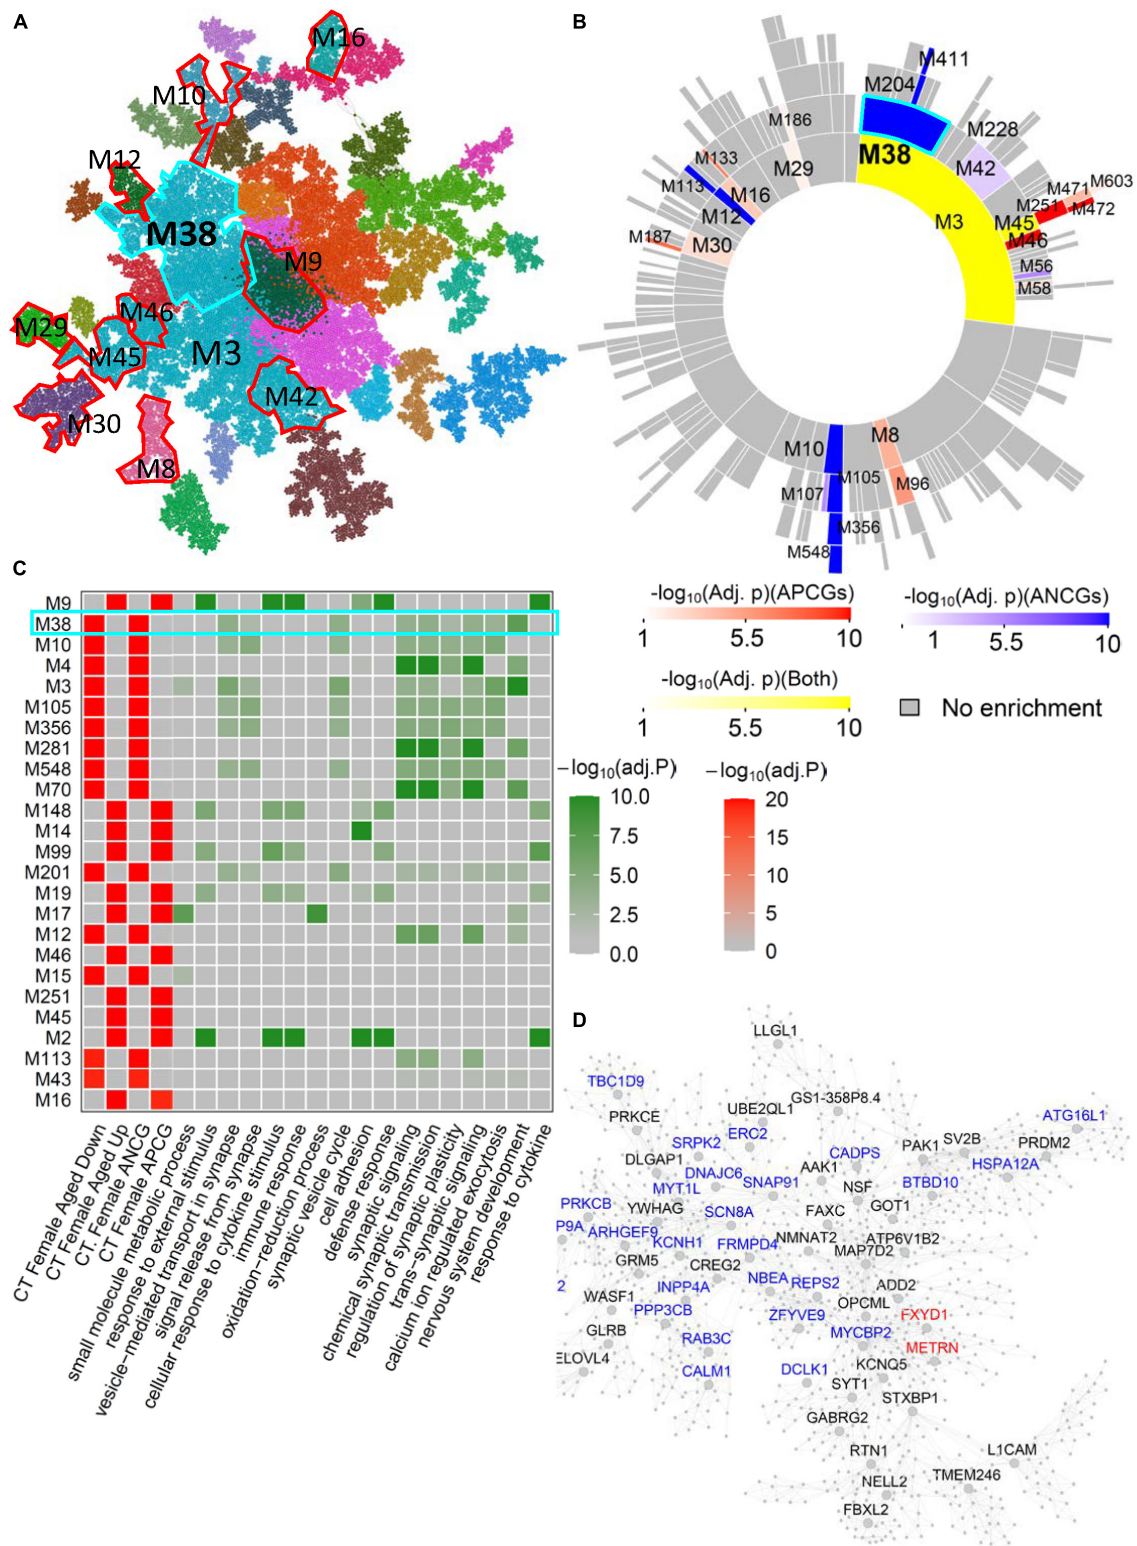 A
M16
M10
M12
M38
M9
M46
M29
M45
M3
M42
M30
M8
B
M411
M204
M186
M228
M38
M133
M29
M42
M113
M16
M471
M603
M251
M472
M12
M3
M45
M187
M30
M46
M56
M58
M10
M8
M105
M96
M107
M356
M548
-log10(Adj. p)(APCGs)
1 5.5 10
-log10(Adj. p)(ANCGs)
1 5.5 10
-log10(Adj. p)(Both)
1 5.5 10
No enrichment
C
M9
M38
M10
M4
M3
M105
M356
M281
M548
M70
M148
M14
M99
M201
M19
M17
M12
M46
M15
M251
M45
M2
M113
M43
M16
CT Female Aged Down
CT Female Aged Up
CT Female ANCG
CT. Female APCG
small molecule metabolic process
response to external stimulus
vesicle-mediated transport in synapse
signal release from synapse
cellular response to cytokine stimulus
immune response
oxidation-reduction process
synaptic vesicle cycle
cell adhesion
defense response
synaptic signaling
chemical synaptic transmission
regulation of synaptic plasticity
trans-synaptic signaling
calcium ion regulated exocytosis
nervous system development
response to cytokine
−log10(adj.P)
10.0
7.5
5.0
2.5
0.0
−log10(adj.P)
20
15
10
5
0
D
LLGL1
TBC1D9
GS1-358P8.4
PRKCE
UBE2QL1
ATG16L1
SRPK2
ERC2
PAK1
SV2B
PRDM2
DLGAP1
CADPS
HSPA12A
DNAJC6
AAK1
MYT1L
SNAP91
NSF
BTBD10
PRKCB
YWHAG
SCN8A
FAXC
GOT1
P9A
ARHGEF9
KCNH1
FRMPD4
NMNAT2
ATP6V1B2
MAP7D2
GRM5
CREG2
2
INPP4A
NBEA
REPS2
ADD2
WASF1
PPP3CB
ZFYVE9
OPCML
FXYD1
GLRB
RAB3C
MYCBP2
METRN
ELOVL4
CALM1
DCLK1
KCNQ5
SYT1
STXBP1
GABRG2
RTN1
L1CAM
NELL2
TMEM246
FBXL2